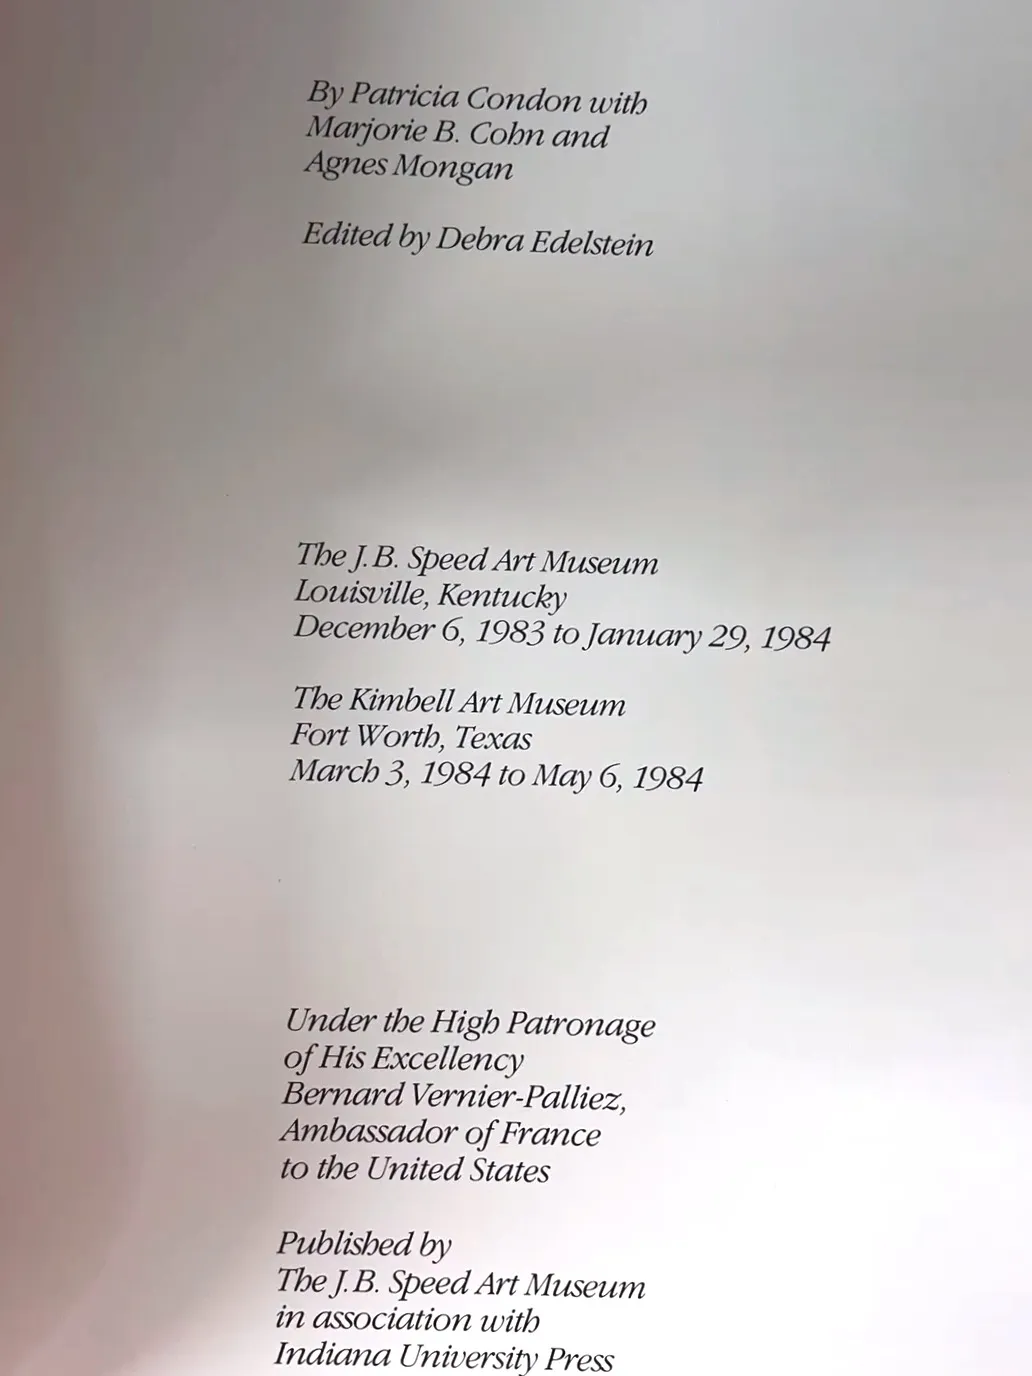 By Patricia Condon with
Marjorie B. Cohn and
Agnes Mongan
Edited by Debra Edelstein
The J.B. Speed Art Museum
Louisville, Kentucky
December 6, 1983 to January 29, 1984
The Kimbell Art Museum
Fort Worth, Texas
March 3, 1984 to May 6, 1984
Under the High Patronage
of His Excellency
Bernard Vernier-Palliez,
Ambassador of France
to the United States
Published by
The J.B. Speed Art Museum
in association with
Indiana University Press